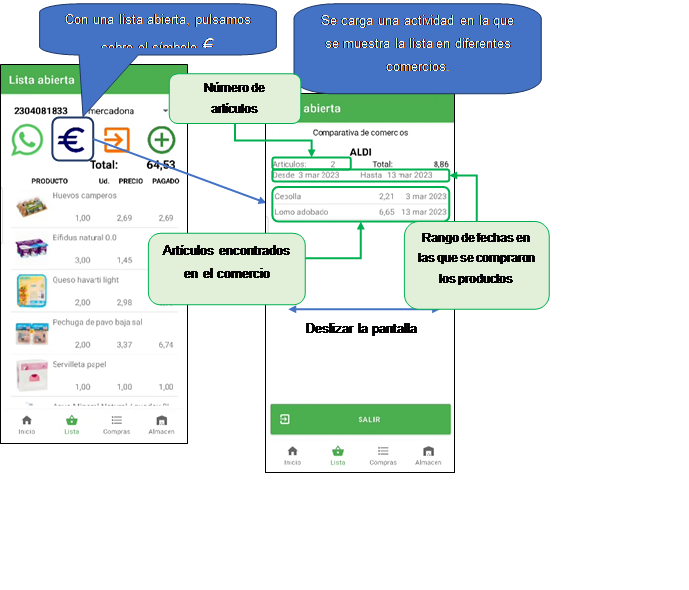 Con una lista abierta, pulsamos
sobre el símbolo €
Se carga una actividad en la que
se muestra la lista en diferentes
comercios.
Lista abierta
2304081833 mercadona
€
Total: 64,53
PRODUCTO Ud. PRECIO PAGADO
Huevos camperos
1,00 2,69 2,69
Bifidus natural 0.0
3,00 1,45
Queso havarti light
2,00 2,98
Pechuga de pavo baja sal
2,00 3,37 6,74
Servilleta papel
1,00 1,00 1,00
Inicio Lista Compras Almacen
Número de
artículos
abierta
Comparativa de comercios
ALDI
Artículos: 2 Total: 8,86
Desde 3 mar 2023 Hasta 13 mar 2023
Cebolla 2,21 3 mar 2023
Lomo adobado 6,65 13 mar 2023
Artículos encontrados
en el comercio
Rango de fechas en
las que se compraron
los productos
Deslizar la pantalla
SALIR
Inicio Lista Compras Almacen